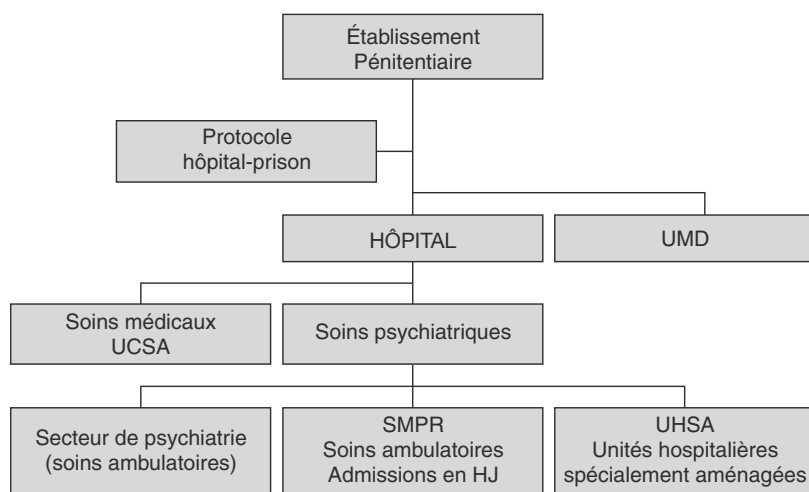 Établissement
Pénitentiaire
Protocole
hôpital-prison
HÔPITAL
UMD
Soins médicaux
UCSA
Soins psychiatriques
Secteur de psychiatrie
(soins ambulatoires)
SMPR
Soins ambulatoires
Admissions en HJ
UHSA
Unités hospitalières
spécialement aménagées